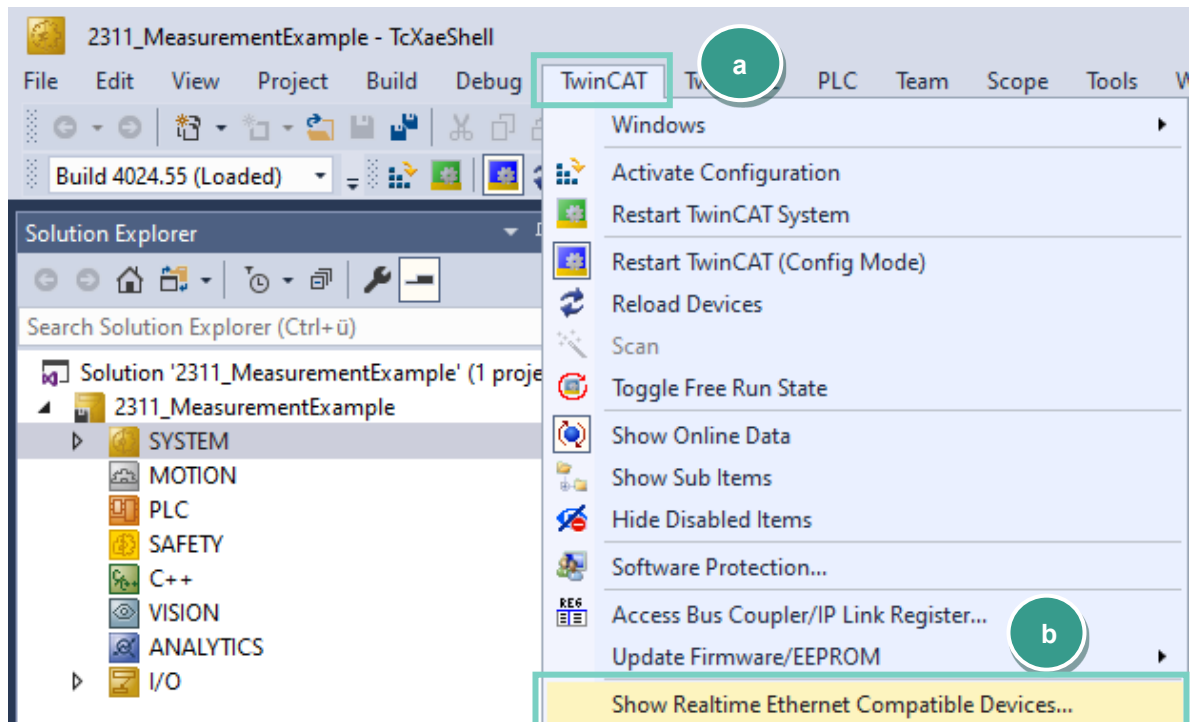 2311_MeasurementExample - TcXaeShell
File Edit View Project Build Debug TwinCAT PLC Team Scope Tools
a
Build 4024.55 (Loaded)
Solution Explorer
Search Solution Explorer (Ctrl+ü)
Solution '2311_MeasurementExample' (1 proje
2311_MeasurementExample
SYSTEM
MOTION
PLC
SAFETY
C++
VISION
ANALYTICS
I/O
Windows
Activate Configuration
Restart TwinCAT System
Restart TwinCAT (Config Mode)
Reload Devices
Scan
Toggle Free Run State
Show Online Data
Show Sub Items
Hide Disabled Items
Software Protection...
REG
Access Bus Coupler/IP Link Register...
b
Update Firmware/EEPROM
Show Realtime Ethernet Compatible Devices...